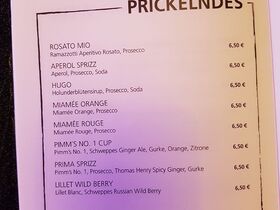 PRICKELNDES
ROSATO MIO 6,50 €
Ramazzotti Aperitivo Rosato, Prosecco
APEROL SPRIZZ 6,50 €
Aperol, Prosecco, Soda
HUGO 6,50 €
Holunderblütensirup, Prosecco, Soda
MIAMÉE ORANGE 6,50 €
Miamée Orange, Prosecco
MIAMÉE ROUGE 6,50 €
Miamée Rouge, Prosecco
PIMM'S NO. 1 CUP 6,50 €
Pimm's No. 1, Schweppes Ginger Ale, Gurke, Orange, Zitrone
PRIMA SPRIZZ 6,50 €
Pimm's No. 1, Prosecco, Thomas Henry Spicy Ginger, Gurke
LILLET WILD BERRY 6,50 €
Lillet Blanc, Schweppes Russian Wild Berry